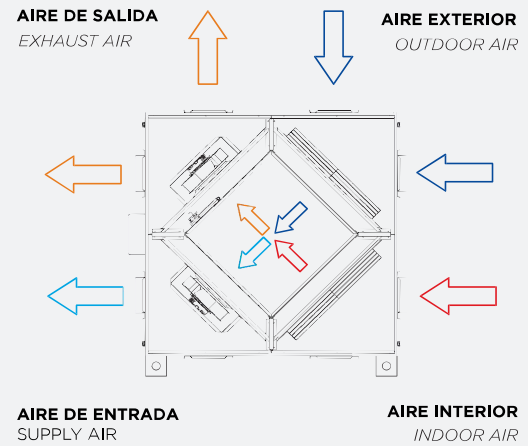 AIRE DE SALIDA
EXHAUST AIR
AIRE EXTERIOR
OUTDOOR AIR
AIRE DE ENTRADA
SUPPLY AIR
AIRE INTERIOR
INDOOR AIR